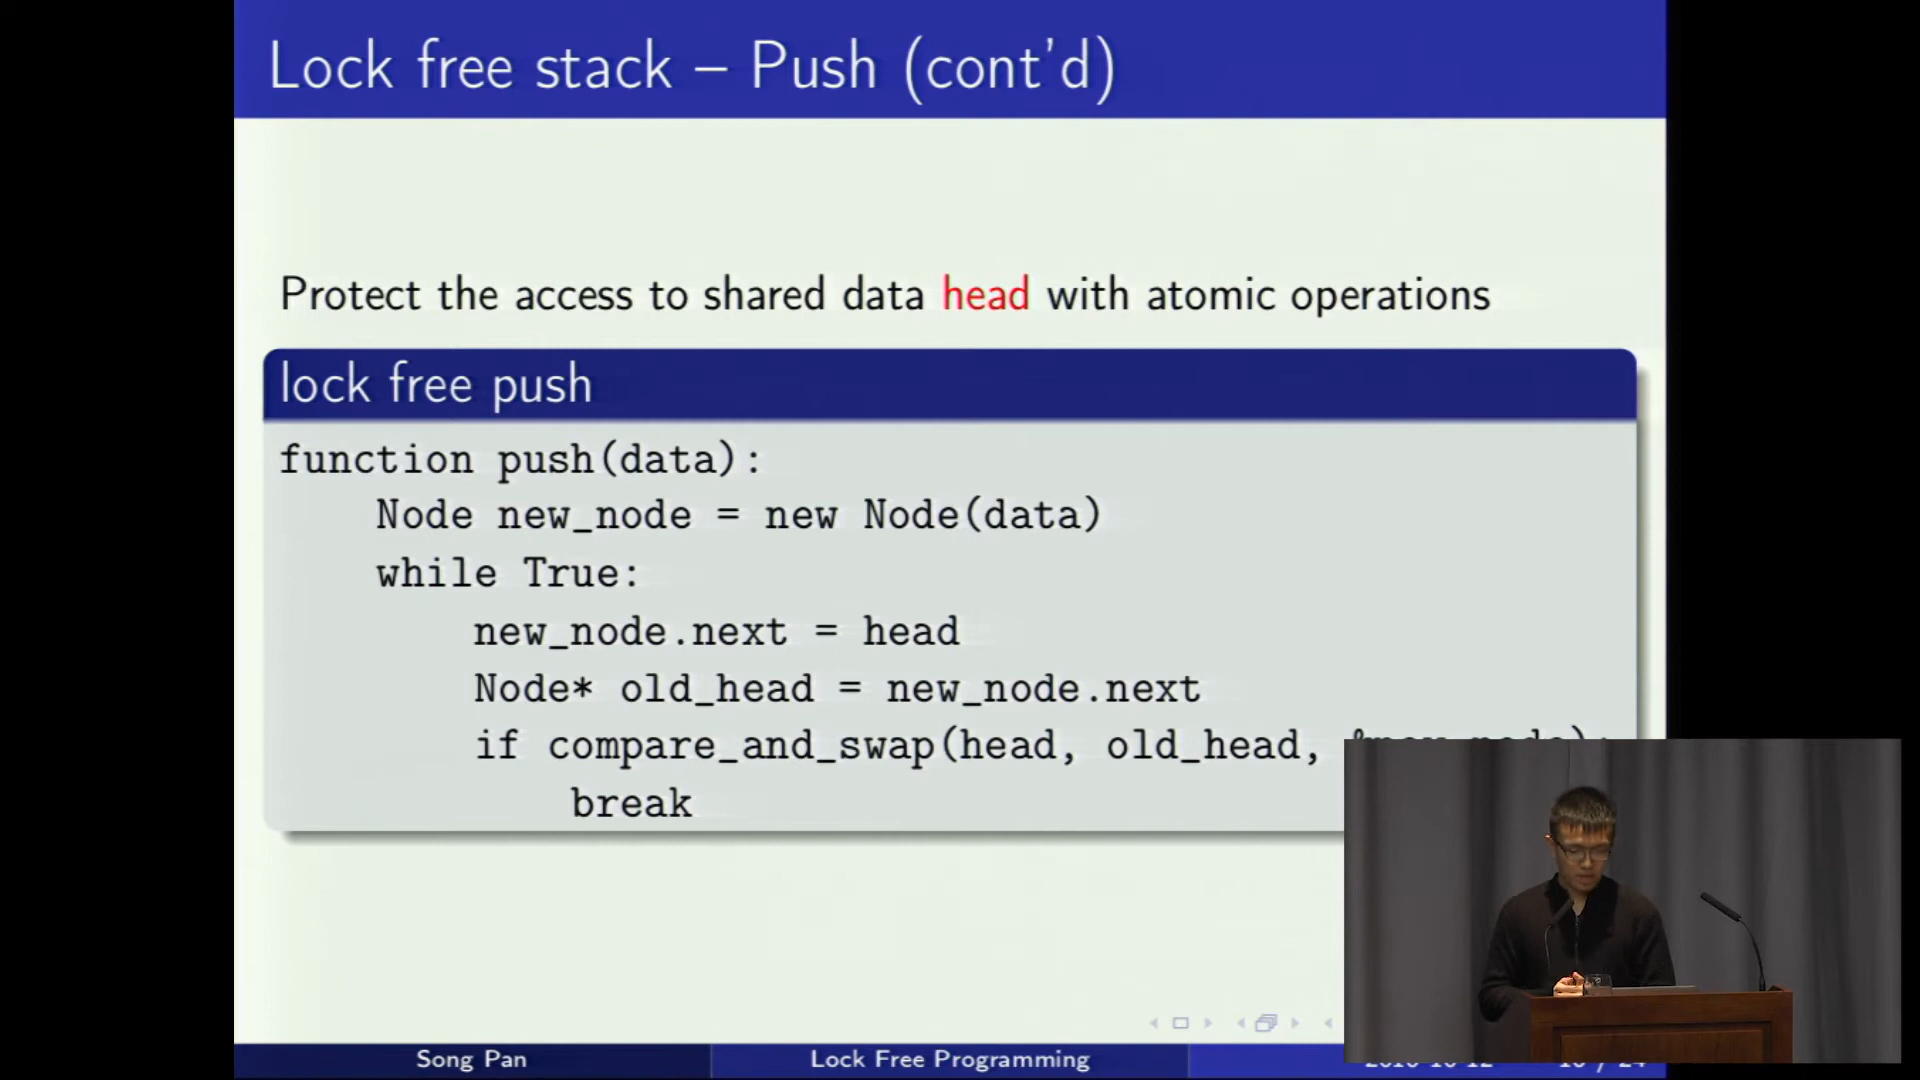 Lock free stack – Push (cont'd)
Protect the access to shared data head with atomic operations
lock free push
function push(data):
Node new_node = new Node(data)
while True:
new_node.next = head
Node* old_head = new_node.next
if compare_and_swap(head, old_head,
break
Song Pan
Lock Free Programming